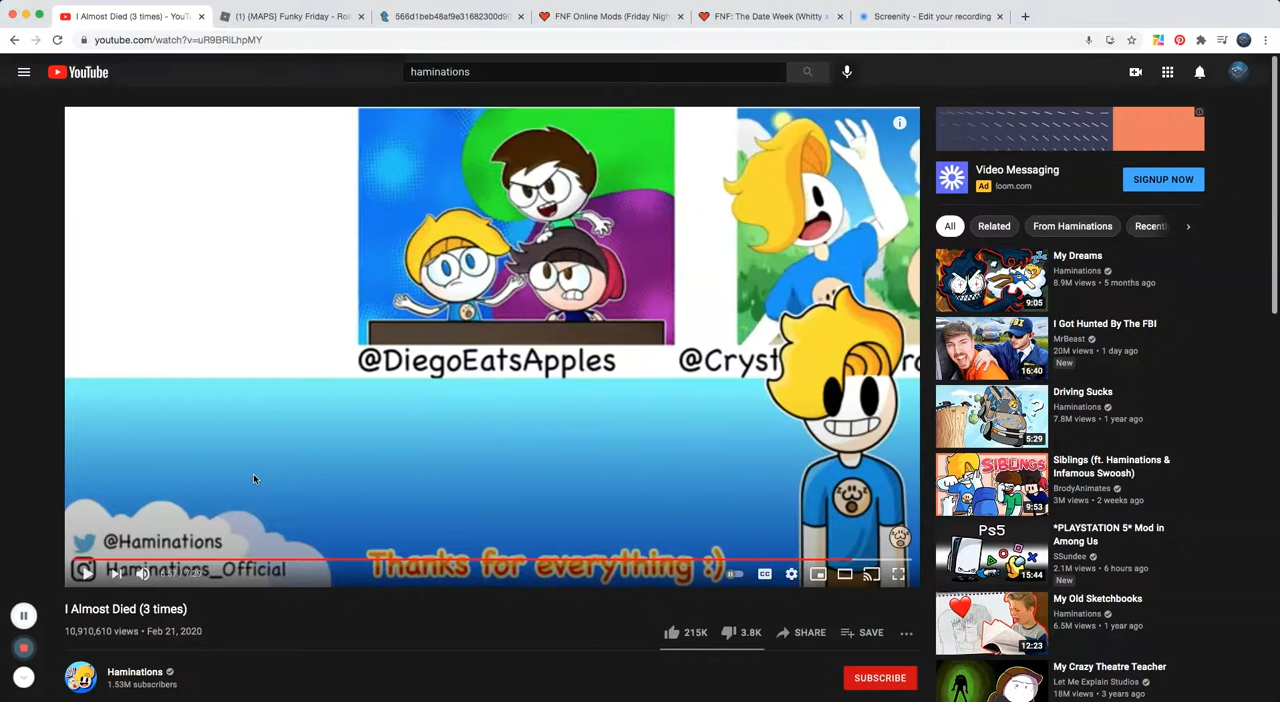 I Almost Died (3 times) - YouT
(1) {MAPS} Funky Friday - Ro
566d1beb48af9e31682300d90
FNF Online Mods (Friday Nigh
FNF: The Date Week (Whitty x
Screenity - Edit your recording
youtube.com/watch?v=uR9BRiLhpMY
YouTube
haminations
@DiegoEatsApples
@Cryst
@Haminations
Haminations_Official
Thanks for everything :)
CC
I Almost Died (3 times)
10,910,610 views • Feb 21, 2020
215K
3.8K
SHARE
SAVE
Haminations
1.53M subscribers
SUBSCRIBE
Video Messaging
Ad loom.com
SIGNUP NOW
All
Related
From Haminations
Recent
My Dreams
Haminations
8.9M views • 5 months ago
9:05
I Got Hunted By The FBI
MrBeast
20M views • 1 day ago
New
16:40
Driving Sucks
Haminations
7.8M views • 1 year ago
5:29
SIBLINGS
Siblings (ft. Haminations &
Infamous Swoosh)
BrodyAnimates
3M views • 2 weeks ago
9:53
Ps5
*PLAYSTATION 5* Mod in
Among Us
SSundee
2.1M views • 6 hours ago
New
15:44
My Old Sketchbooks
Haminations
6.5M views • 1 year ago
12:23
My Crazy Theatre Teacher
Let Me Explain Studios
18M views • 3 years ago